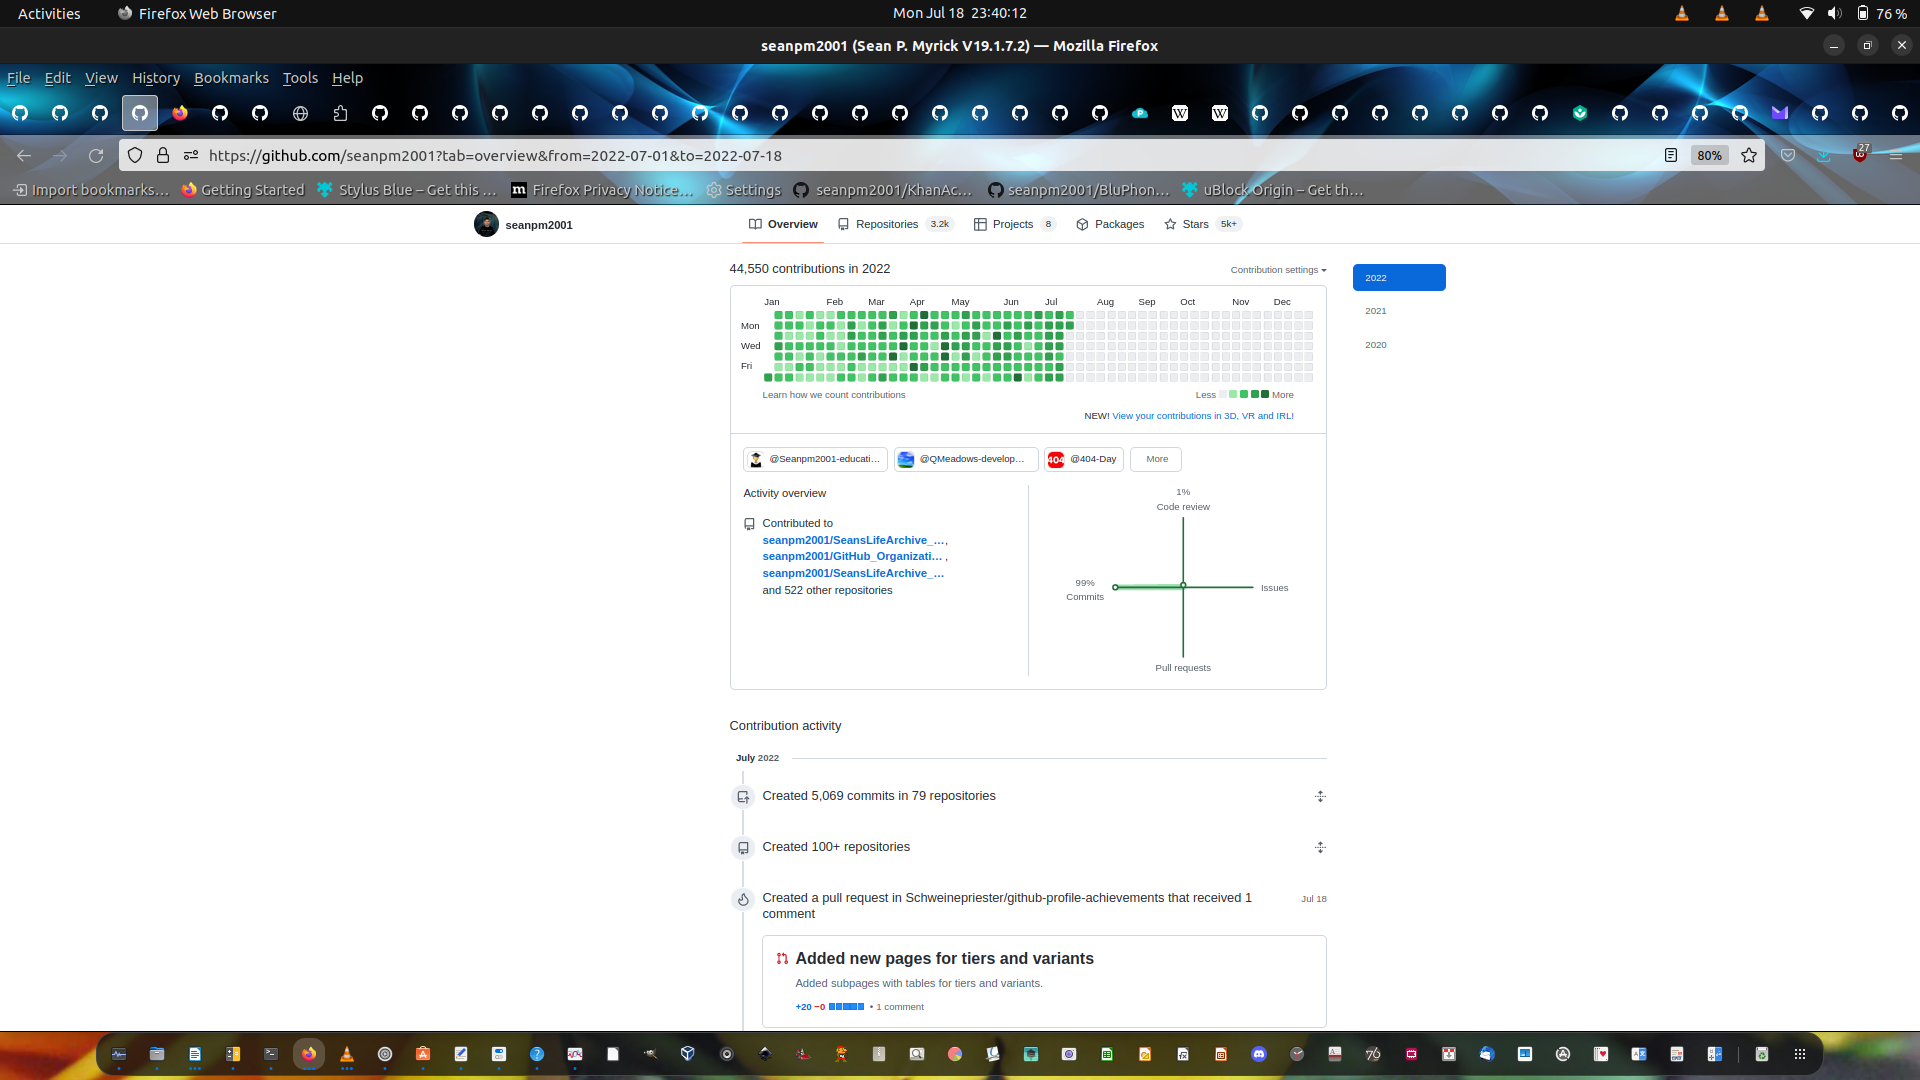 Activities
Firefox Web Browser
Mon Jul 18 23:40:12
76 %
seanpm2001 (Sean P. Myrick V19.1.7.2) — Mozilla Firefox
File Edit View History Bookmarks Tools Help
https://github.com/seanpm2001?tab=overview&from=2022-07-01&to=2022-07-18
80%
27
Import bookmarks… Getting Started Stylus Blue – Get this … Firefox Privacy Notice… Settings seanpm2001/KhanAc… seanpm2001/BluPhon… uBlock Origin – Get th…
seanpm2001
Overview Repositories 3.2k Projects 8 Packages Stars 5k+
44,550 contributions in 2022
Contribution settings
2022
2021
2020
Jan Feb Mar Apr May Jun Jul Aug Sep Oct Nov Dec
Mon
Wed
Fri
Learn how we count contributions
Less More
NEW! View your contributions in 3D, VR and IRL!
@Seanpm2001-educati… @QMeadows-develop… 404 @404-Day More
Activity overview
Contributed to
seanpm2001/SeansLifeArchive_…,
seanpm2001/GitHub_Organizati… ,
seanpm2001/SeansLifeArchive_…
and 522 other repositories
1%
Code review
99%
Commits
Issues
Pull requests
Contribution activity
July 2022
Created 5,069 commits in 79 repositories
Created 100+ repositories
Created a pull request in Schweinepriester/github-profile-achievements that received 1
comment
Jul 18
Added new pages for tiers and variants
Added subpages with tables for tiers and variants.
+20 −0 • 1 comment